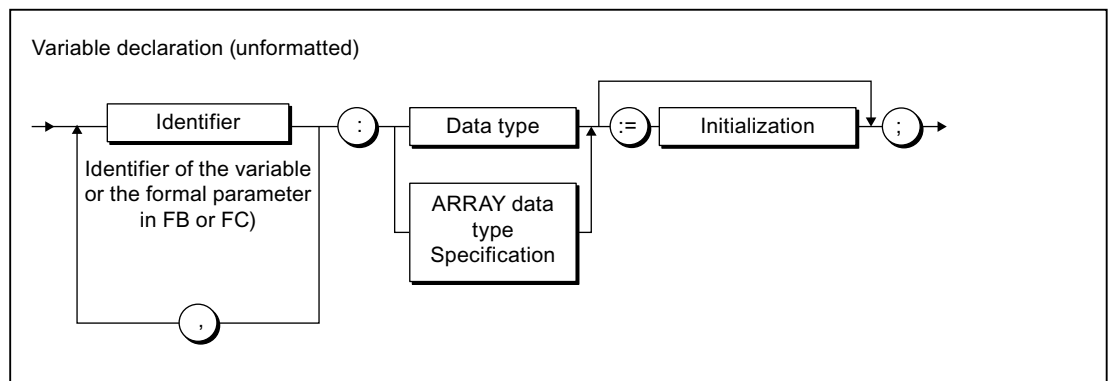 Variable declaration (unformatted)
Identifier
:
Data type
:=
Initialization
;
Identifier of the variable
or the formal parameter
in FB or FC)
ARRAY data
type
Specification
,